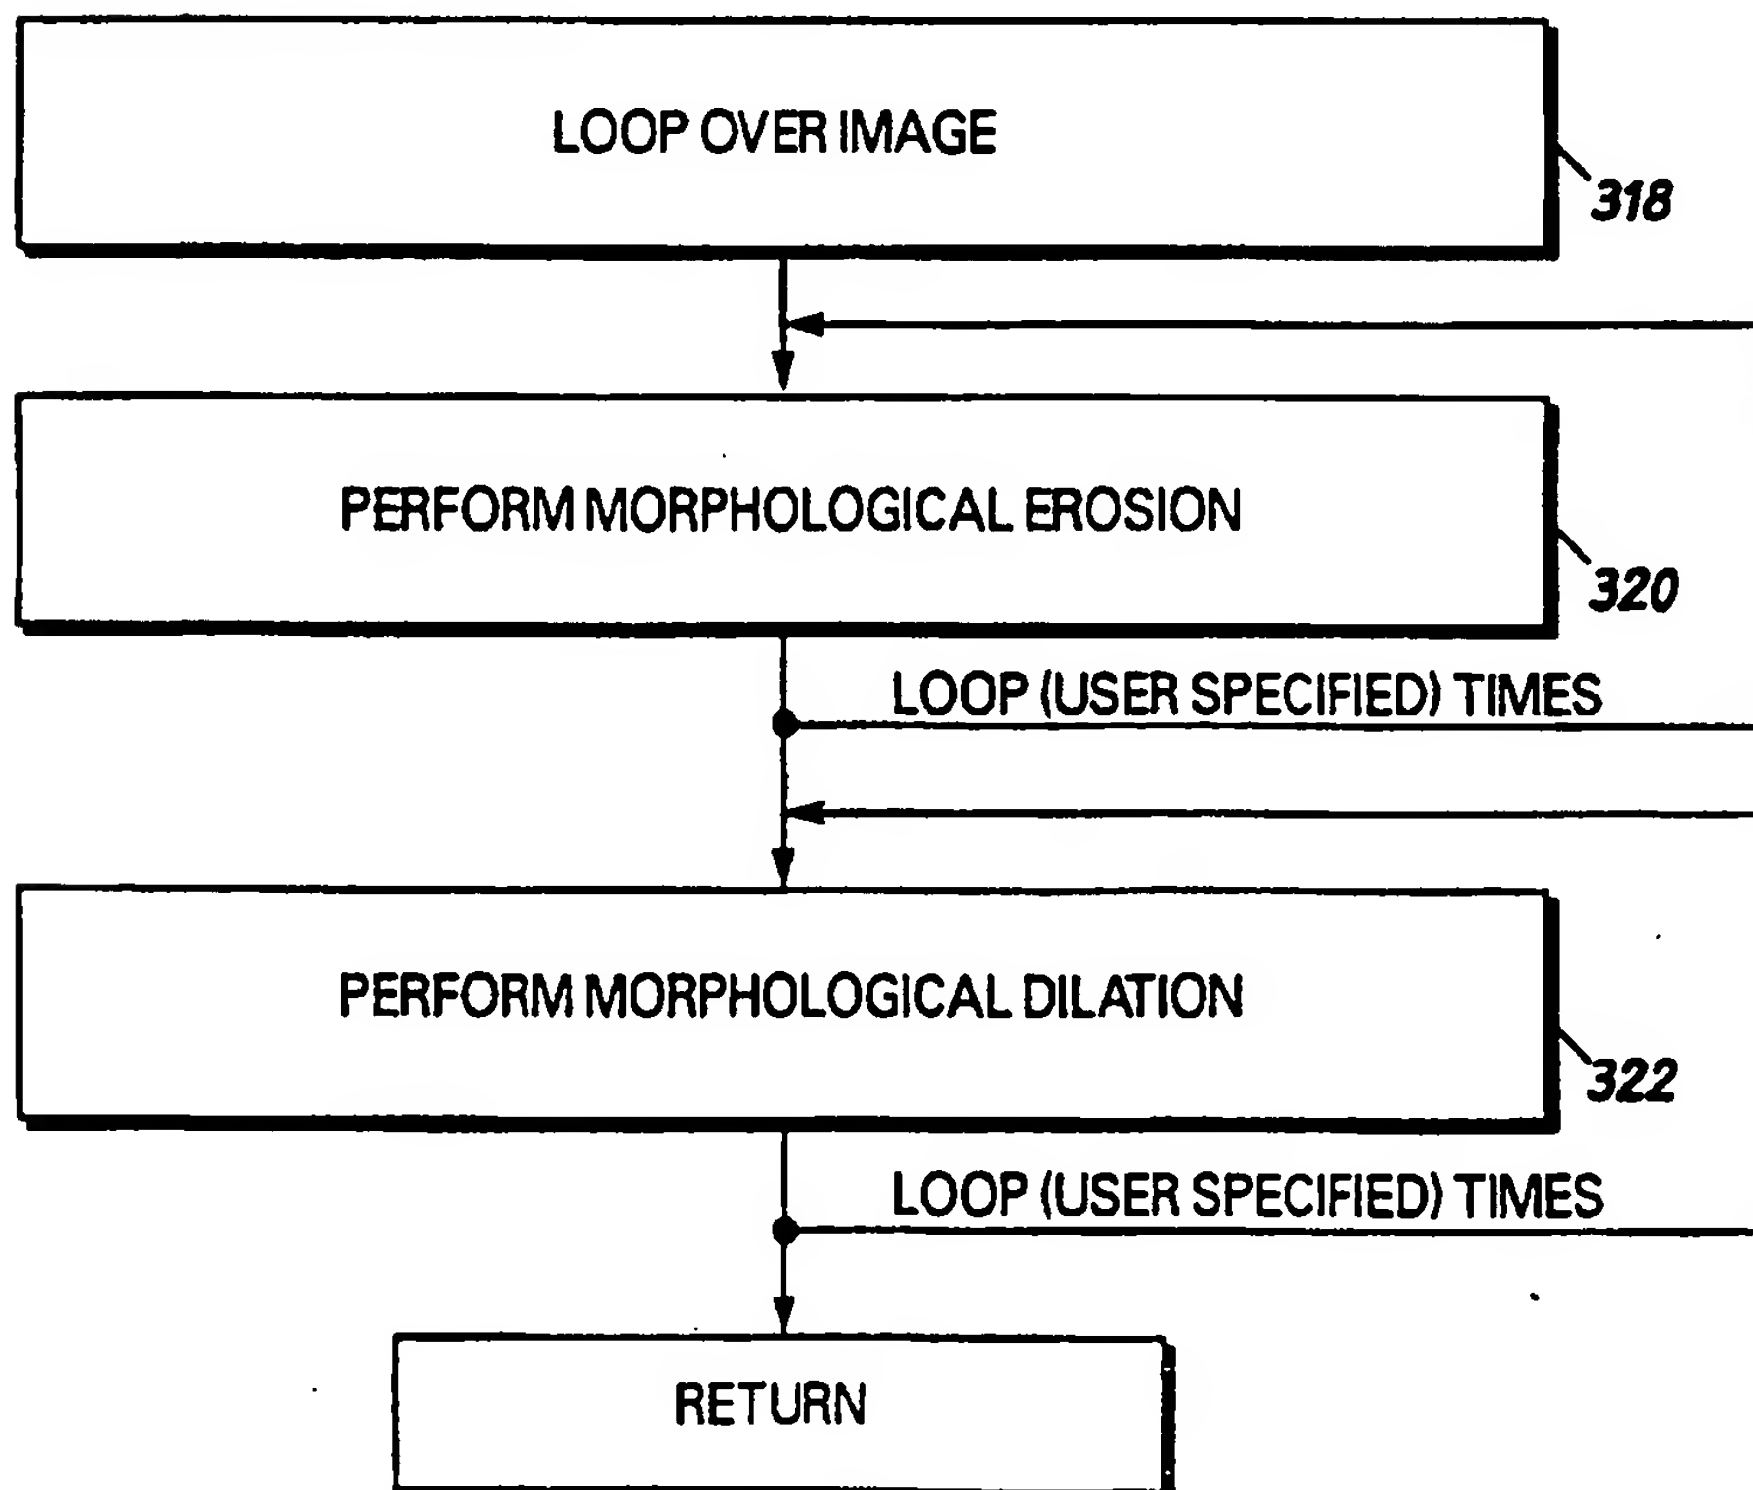 LOOP OVER IMAGE
318
PERFORM MORPHOLOGICAL EROSION
320
LOOP (USER SPECIFIED) TIMES
PERFORM MORPHOLOGICAL DILATION
322
LOOP (USER SPECIFIED) TIMES
RETURN